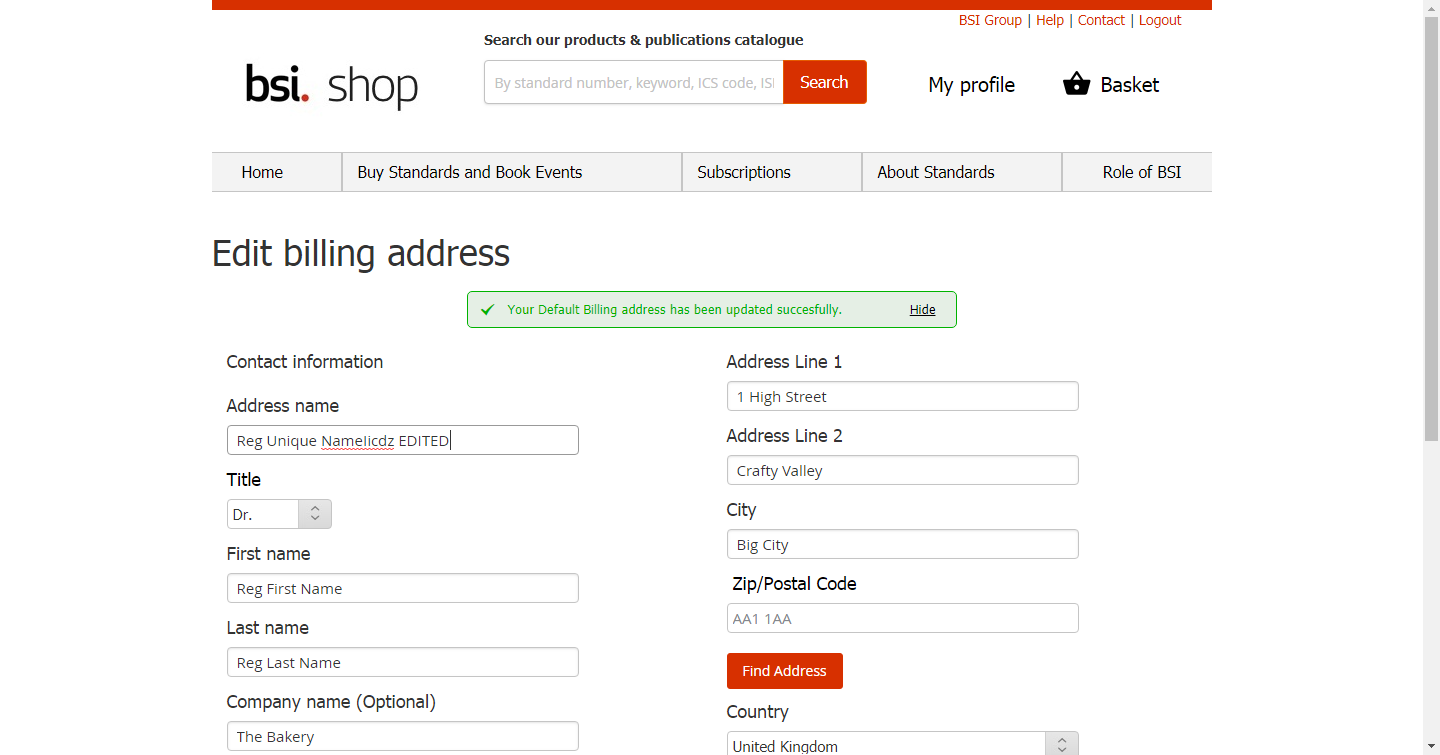 BSI Group | Help | Contact | Logout
Search our products & publications catalogue
bsi. shop
By standard number, keyword, ICS code, ISI
Search
My profile
Basket
Home
Buy Standards and Book Events
Subscriptions
About Standards
Role of BSI
Edit billing address
Your Default Billing address has been updated succesfully.
Hide
Contact information
Address name
Reg Unique Namelicdz EDITED
Title
Dr.
First name
Reg First Name
Last name
Reg Last Name
Company name (Optional)
The Bakery
Address Line 1
1 High Street
Address Line 2
Crafty Valley
City
Big City
Zip/Postal Code
AA1 1AA
Find Address
Country
United Kingdom